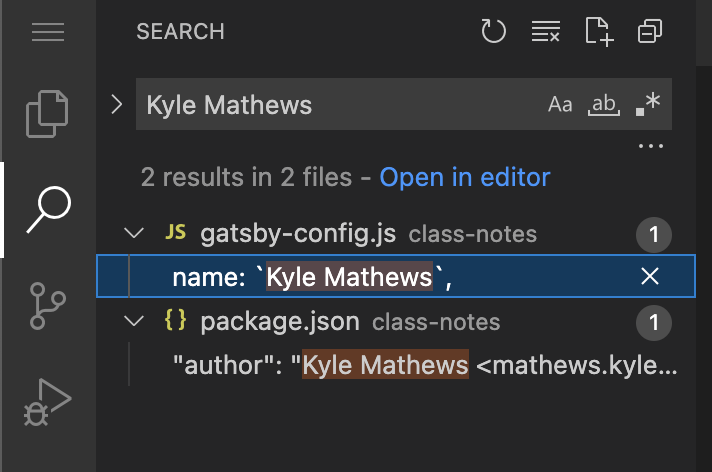 SEARCH
Kyle Mathews Aa ab .*
...
2 results in 2 files - Open in editor
JS gatsby-config.js class-notes 1
name: `Kyle Mathews`,
{} package.json class-notes 1
"author": "Kyle Mathews <mathews.kyle...